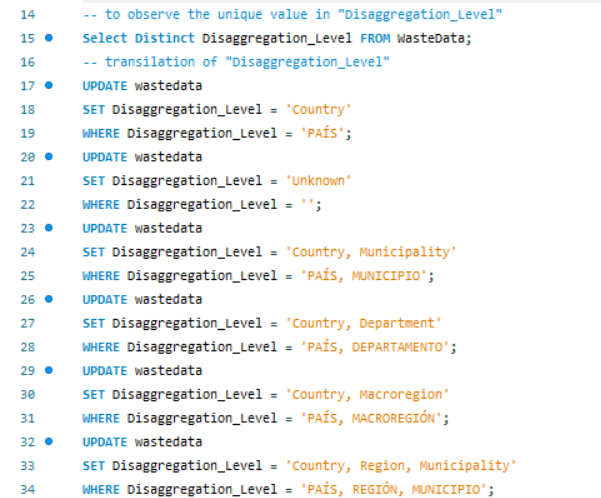 14 -- to observe the unique value in "Disaggregation_Level"
15 Select Distinct Disaggregation_Level FROM WasteData;
16 -- transilation of "Disaggregation_Level"
17 UPDATE wastedata
18 SET Disaggregation_Level = 'Country'
19 WHERE Disaggregation_Level = 'PAÍS';
20 UPDATE wastedata
21 SET Disaggregation_Level = 'Unknown'
22 WHERE Disaggregation_Level = '';
23 UPDATE wastedata
24 SET Disaggregation_Level = 'Country, Municipality'
25 WHERE Disaggregation_Level = 'PAÍS, MUNICIPIO';
26 UPDATE wastedata
27 SET Disaggregation_Level = 'Country, Department'
28 WHERE Disaggregation_Level = 'PAÍS, DEPARTAMENTO';
29 UPDATE wastedata
30 SET Disaggregation_Level = 'Country, Macroregion'
31 WHERE Disaggregation_Level = 'PAÍS, MACROREGIÓN';
32 UPDATE wastedata
33 SET Disaggregation_Level = 'Country, Region, Municipality'
34 WHERE Disaggregation_Level = 'PAÍS, REGIÓN, MUNICIPIO';